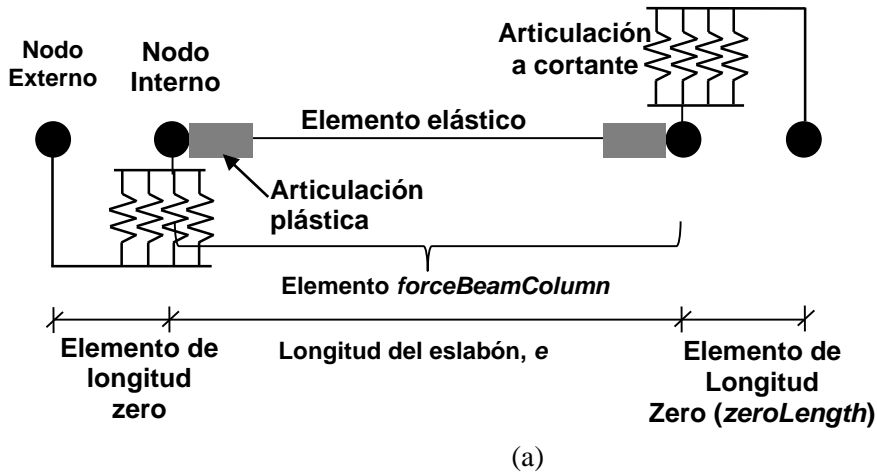 Nodo
Externo
Nodo
Interno
Articulación
a cortante
Elemento elástico
Articulación
plástica
Elemento forceBeamColumn
Elemento de
longitud
zero
Longitud del eslabón, e
Elemento de
Longitud
Zero (zeroLength)
(a)